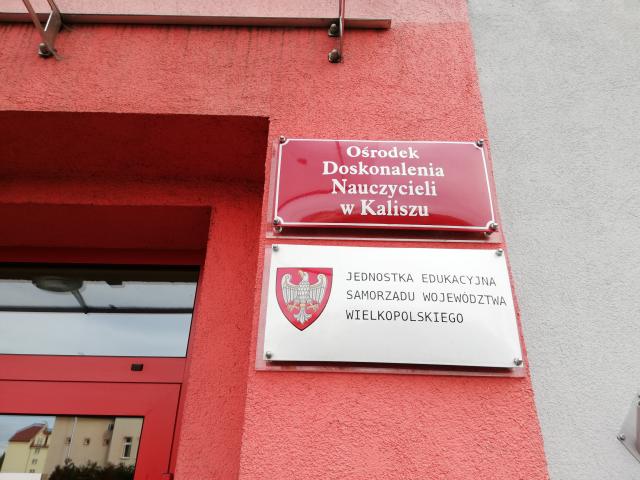 Ośrodek
Doskonalenia
Nauczycieli
w Kaliszu
JEDNOSTKA EDUKACYJNA
SAMORZĄDU WOJEWÓDZTWA
WIELKOPOLSKIEGO